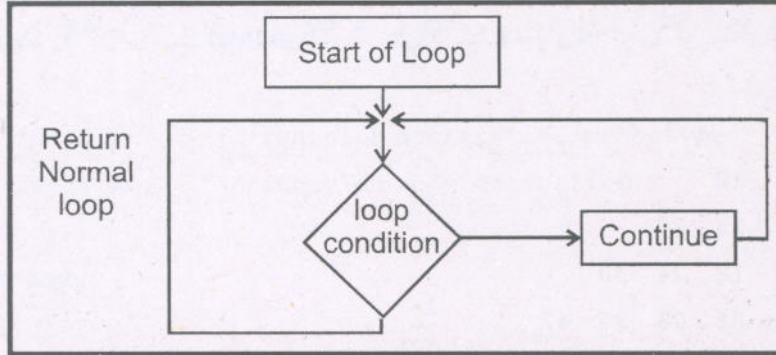 Start of Loop
Return
Normal
loop
loop
condition
Continue